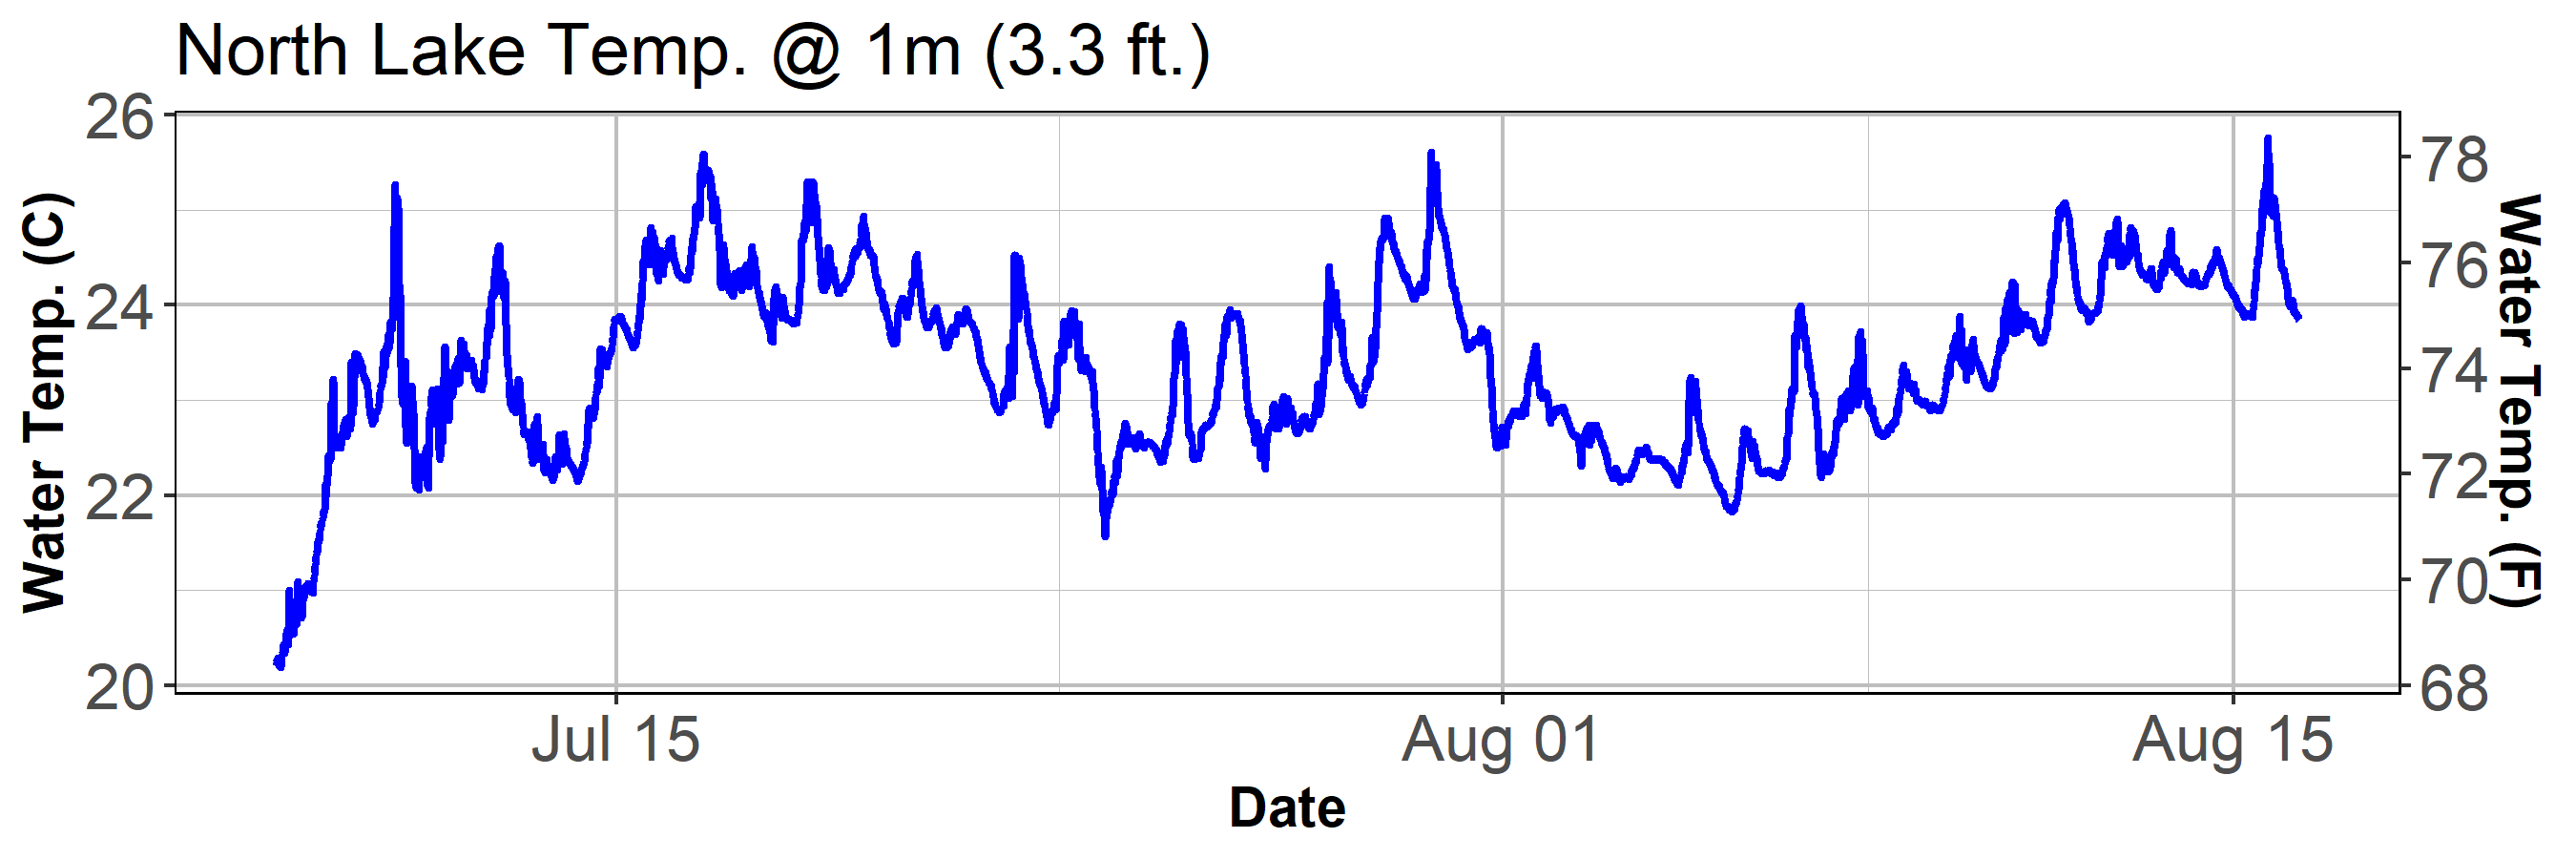 North Lake Temp. @ 1m (3.3 ft.)
Water Temp. (C)
26
24
22
20
78
76
74
72
70
68
Water Temp. (F)
Jul 15
Aug 01
Aug 15
Date